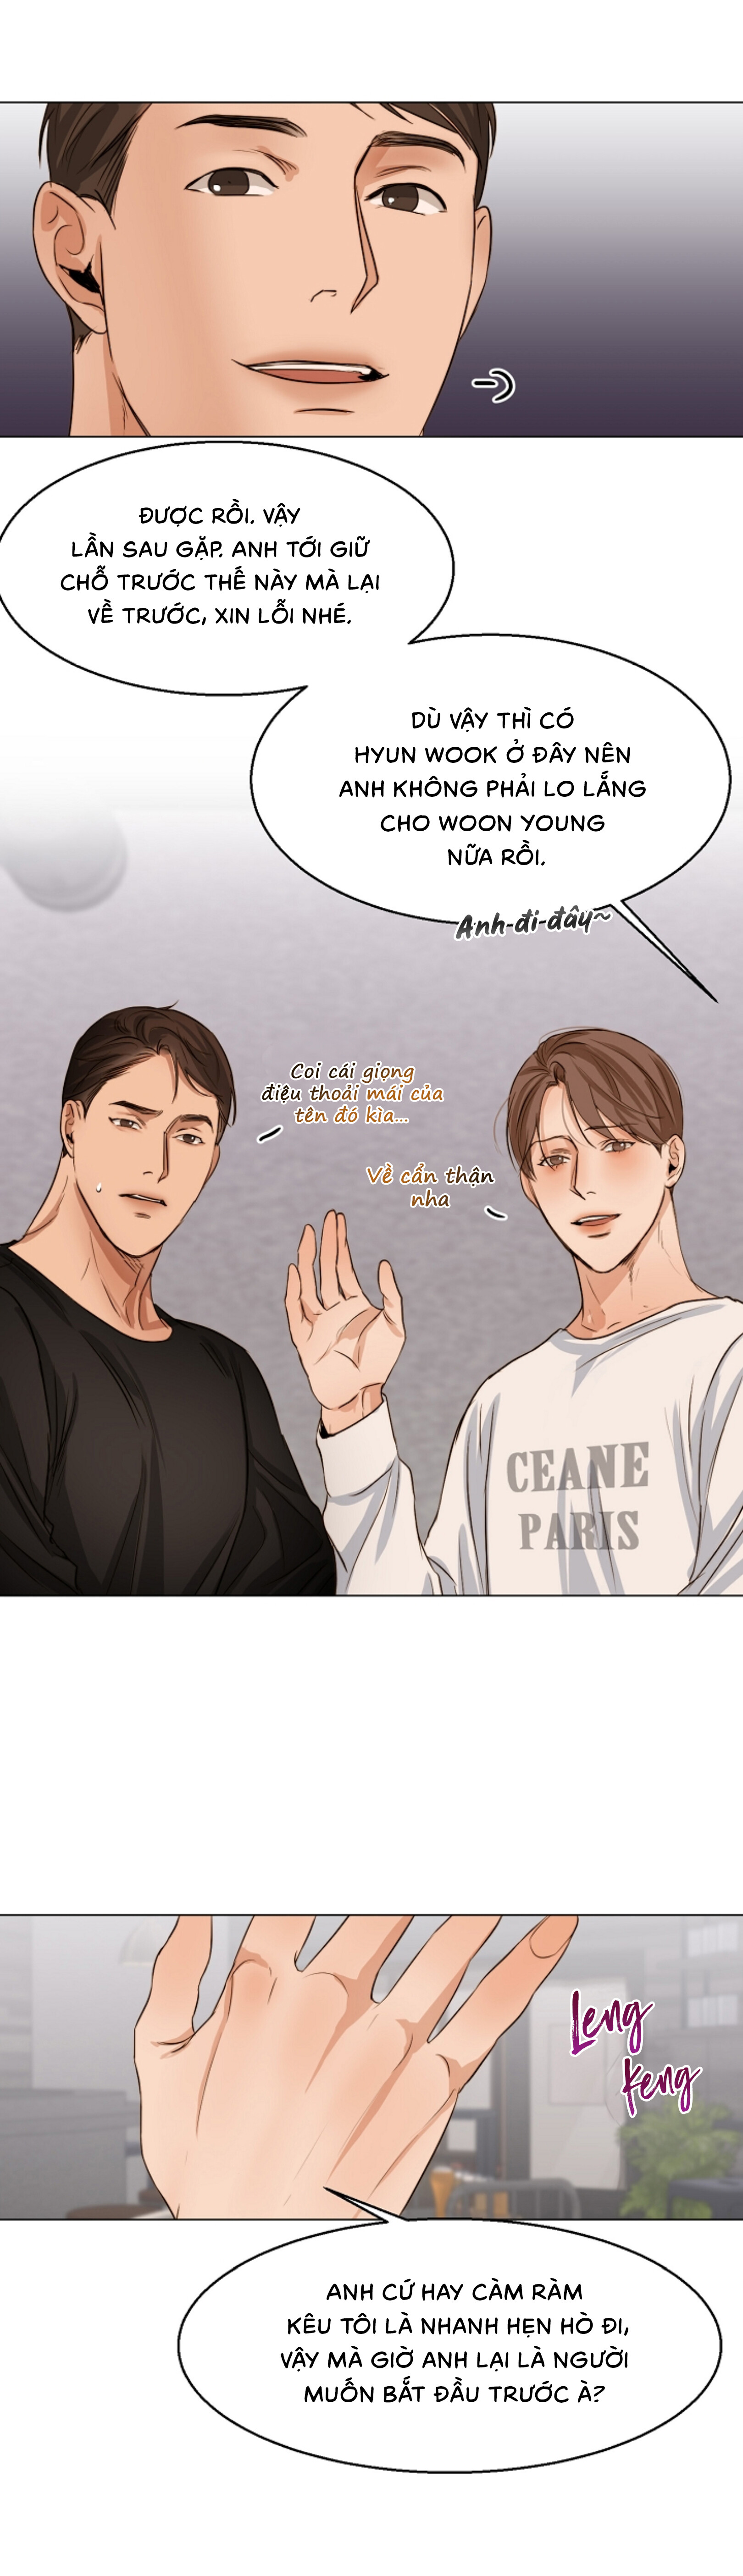 ĐƯỢC RỒI. VẬY
LẦN SAU GẶP. ANH TỚI GIỮ
CHỖ TRƯỚC THẾ NÀY MÀ LẠI
VỀ TRƯỚC, XIN LỖI NHÉ.
DÙ VẬY THÌ CÓ
HYUN WOOK Ở ĐÂY NÊN
ANH KHÔNG PHẢI LO LẮNG
CHO WOON YOUNG
NỮA RỒI.
Anh-đi-đây~
Coi cái giọng
điệu thoải mái của
tên đó kìa...
Về cẩn thận
nha
CEANE
PARIS
Leng
keng
ANH CỨ HAY CÀM RÀM
KÊU TÔI LÀ NHANH HẸN HÒ ĐI,
VẬY MÀ GIỜ ANH LẠI LÀ NGƯỜI
MUỐN BẮT ĐẦU TRƯỚC À?